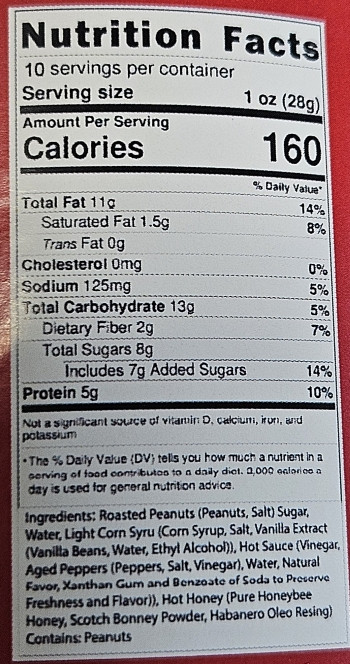 Nutrition Facts
10 servings per container
Serving size 1 oz (28g)
Amount Per Serving
Calories 160
% Daily Value*
Total Fat 11g 14%
Saturated Fat 1.5g 8%
Trans Fat 0g
Cholesterol 0mg 0%
Sodium 125mg 5%
Total Carbohydrate 13g 5%
Dietary Fiber 2g 7%
Total Sugars 8g
Includes 7g Added Sugars 14%
Protein 5g 10%
Not a significant source of vitamin D, calcium, iron, and
potassium
*The % Daily Value (DV) tells you how much a nutrient in a
serving of food contributes to a daily diet. 2,000 calories a
day is used for general nutrition advice.
Ingredients: Roasted Peanuts (Peanuts, Salt) Sugar,
Water, Light Corn Syru (Corn Syrup, Salt, Vanilla Extract
(Vanilla Beans, Water, Ethyl Alcohol)), Hot Sauce (Vinegar,
Aged Peppers (Peppers, Salt, Vinegar), Water, Natural
Favor, Xanthan Gum and Benzoate of Soda to Preserve
Freshness and Flavor)), Hot Honey (Pure Honeybee
Honey, Scotch Bonney Powder, Habanero Oleo Resing)
Contains: Peanuts